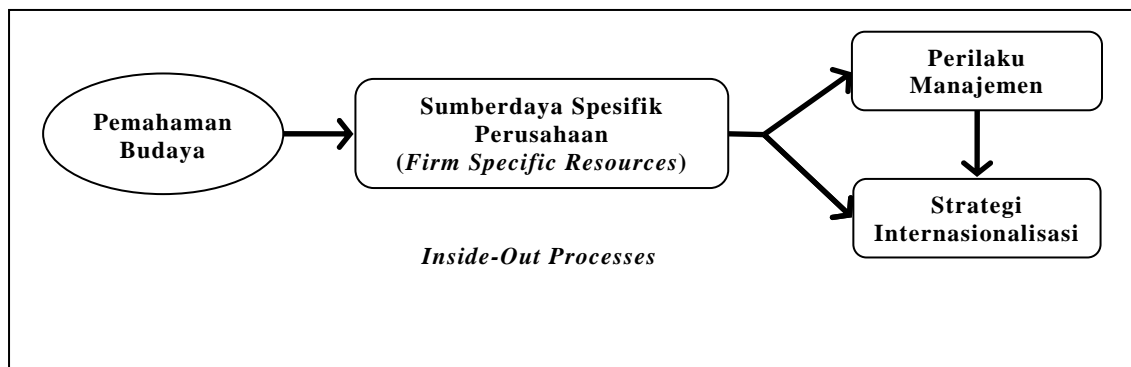 Pemahaman
Budaya
Sumberdaya Spesifik
Perusahaan
(Firm Specific Resources)
Perilaku
Manajemen
Strategi
Internasionalisasi
Inside-Out Processes